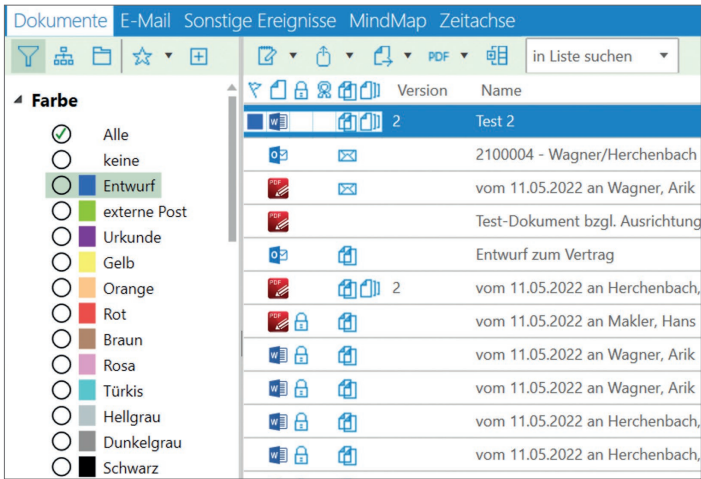 Dokumente E-Mail Sonstige Ereignisse MindMap Zeitachse
PDF in Liste suchen
Farbe
Alle
keine
Entwurf
externe Post
Urkunde
Gelb
Orange
Rot
Braun
Rosa
Türkis
Hellgrau
Dunkelgrau
Schwarz
Version Name
2 Test 2
2100004 - Wagner/Herchenbach
PDF vom 11.05.2022 an Wagner, Arik
PDF Test-Dokument bzgl. Ausrichtung
Entwurf zum Vertrag
PDF 2 vom 11.05.2022 an Herchenbach,
PDF vom 11.05.2022 an Makler, Hans
vom 11.05.2022 an Wagner, Arik
vom 11.05.2022 an Wagner, Arik
vom 11.05.2022 an Herchenbach,
vom 11.05.2022 an Herchenbach,